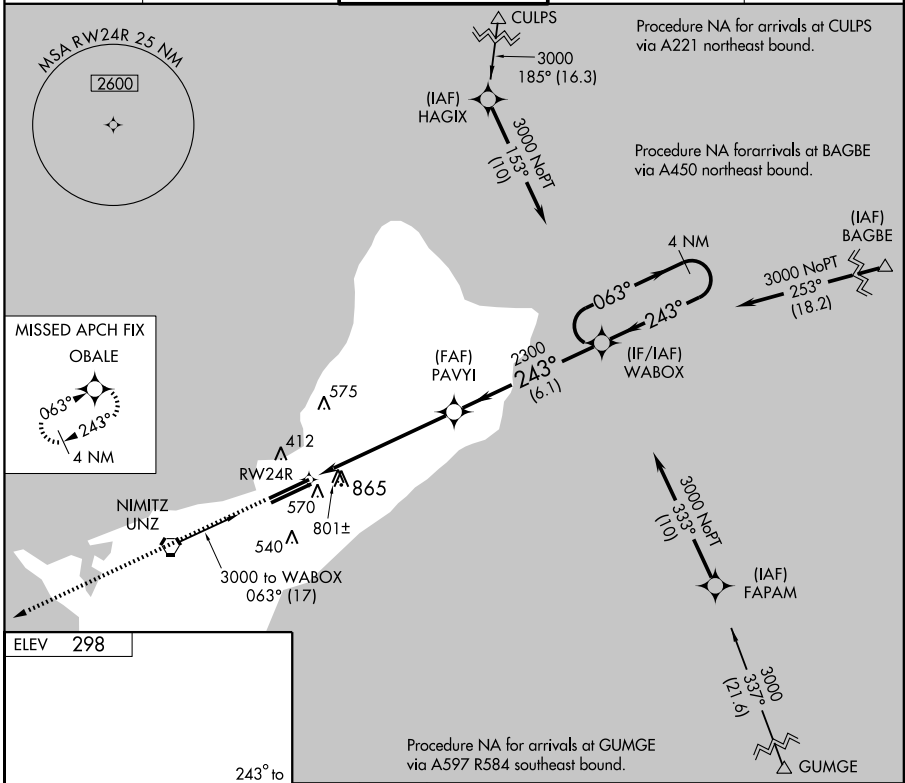 MSA RW24R 25 NM
2600
CULPS
3000
185° (16.3)
(IAF)
HAGIX
3000 NoPT
153°
(10)
Procedure NA for arrivals at CULPS
via A221 northeast bound.
Procedure NA forarrivals at BAGBE
via A450 northeast bound.
(IAF)
BAGBE
3000 NoPT
253°
(18.2)
4 NM
063°
243°
(IF/IAF)
WABOX
2300
243°
(6.1)
(FAF)
PAVYI
MISSED APCH FIX
OBALE
063°
243°
4 NM
575
412
RW24R
865
570
801±
540
NIMITZ
UNZ
3000 to WABOX
063° (17)
3000 NoPT
333°
(10)
(IAF)
FAPAM
3000
337°
(21.6)
GUMGE
Procedure NA for arrivals at GUMGE
via A597 R584 southeast bound.
ELEV 298
243° to